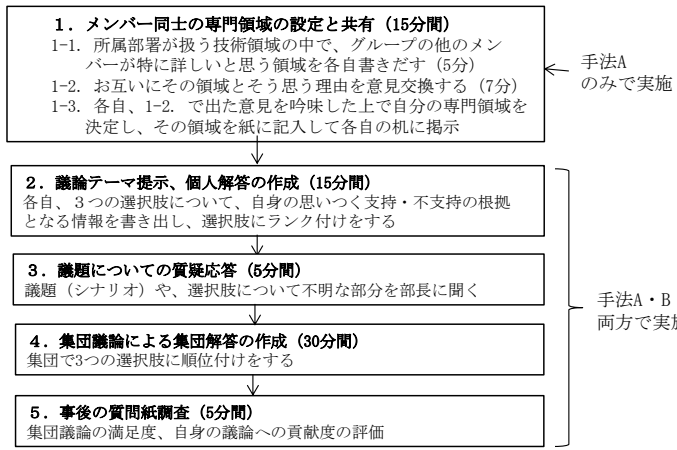 1. メンバー同士の専門領域の設定と共有（15分間）
1-1. 所属部署が扱う技術領域の中で、グループの他のメン
バーが特に詳しいと思う領域を各自書きだす（5分）
1-2. お互いにその領域とそう思う理由を意見交換する（7分）
1-3. 各自、1-2. で出た意見を吟味した上で自分の専門領域を
決定し、その領域を紙に記入して各自の机に掲示
手法A
のみで実施
2. 議論テーマ提示、個人解答の作成（15分間）
各自、３つの選択肢について、自身の思いつく支持・不支持の根拠
となる情報を書き出し、選択肢にランク付けをする
3. 議題についての質疑応答（5分間）
議題（シナリオ）や、選択肢について不明な部分を部長に聞く
4. 集団議論による集団解答の作成（30分間）
集団で3つの選択肢に順位付けをする
5. 事後の質問紙調査（5分間）
集団議論の満足度、自身の議論への貢献度の評価
手法A・B
両方で実施